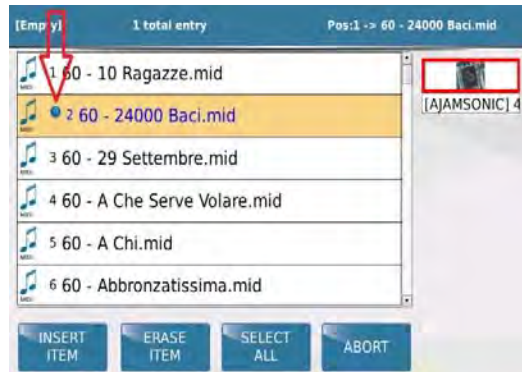 [Empty] 1 total entry Pos:1 -> 60 - 24000 Baci.mid
1 60 - 10 Ragazze.mid
2 60 - 24000 Baci.mid
[AJAMSONIC] 4
3 60 - 29 Settembre.mid
4 60 - A Che Serve Volare.mid
5 60 - A Chi.mid
6 60 - Abbronzatissima.mid
INSERT ITEM
ERASE ITEM
SELECT ALL
ABORT